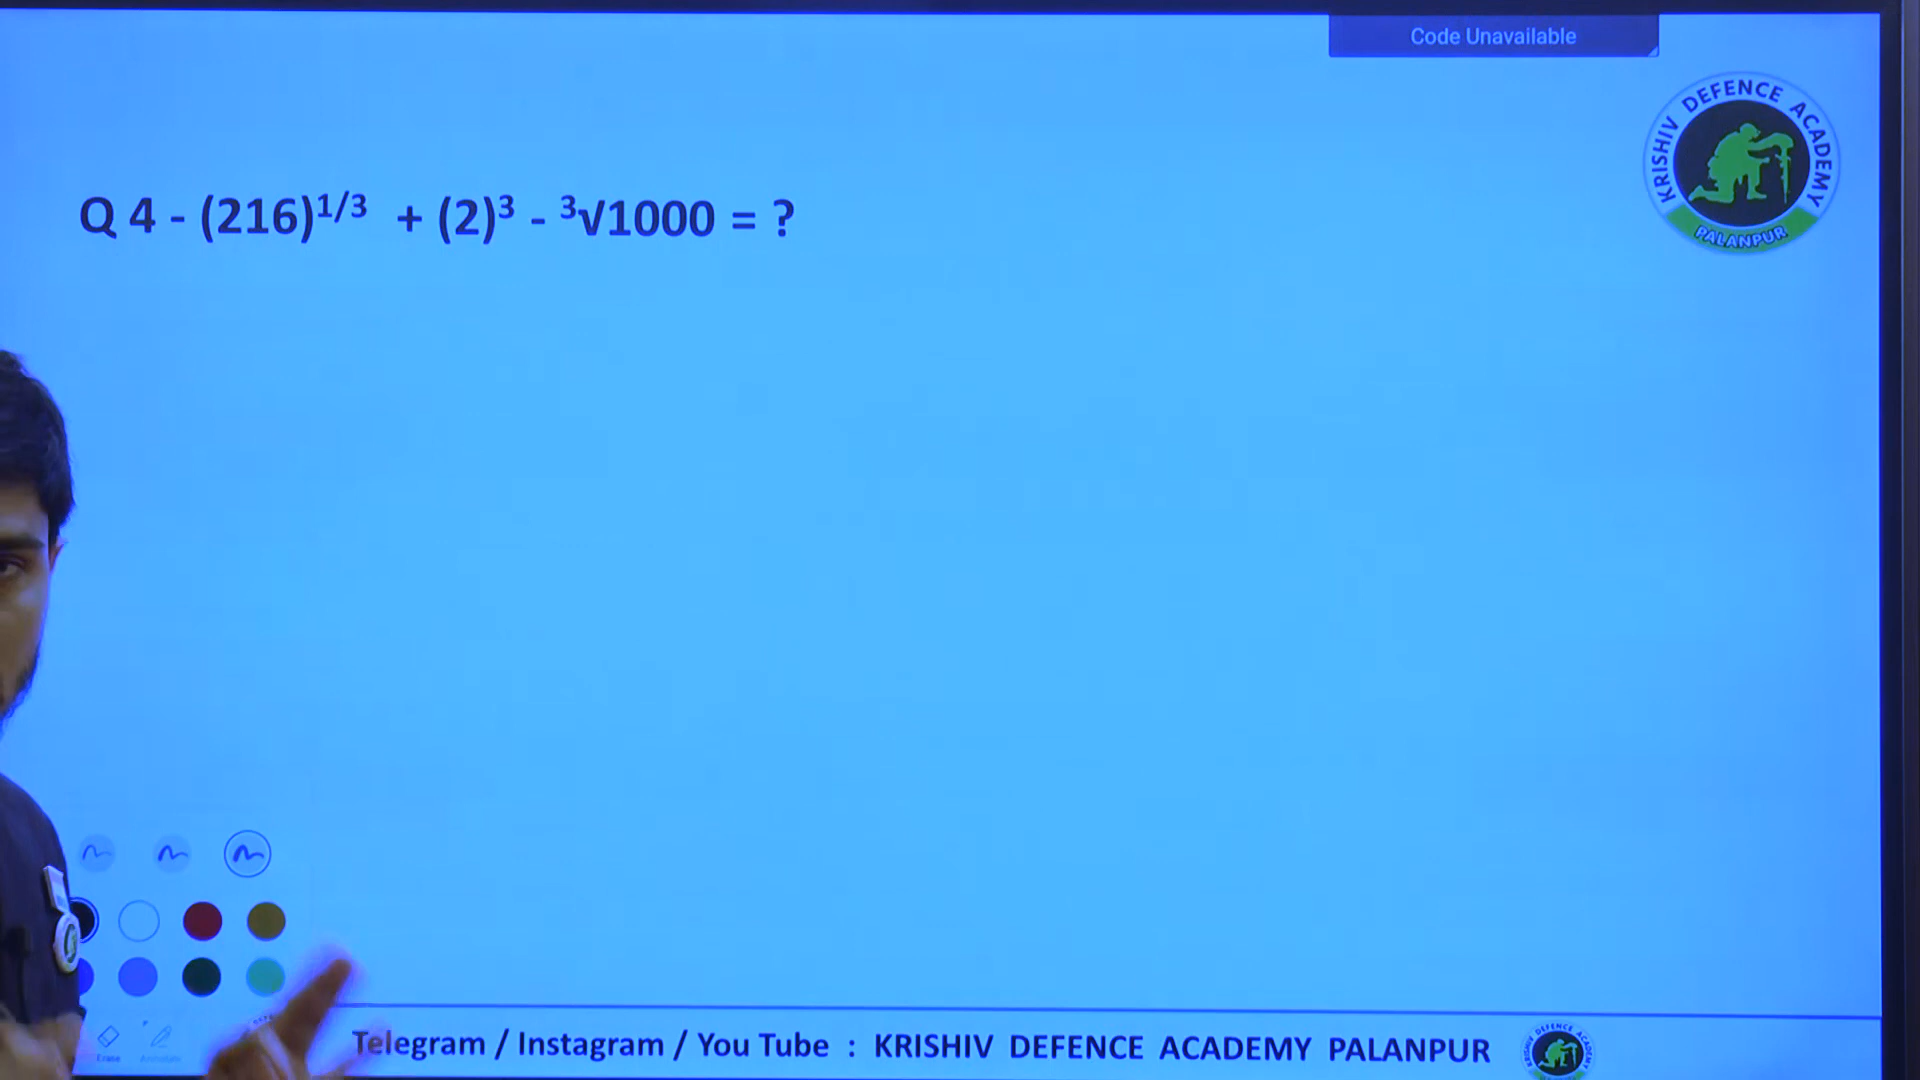 Code Unavailable
KRISHIV DEFENCE ACADEMY
PALANPUR
Q 4 - (216)¹/³ + (2)³ - ³√1000 = ?
Erase
Telegram / Instagram / You Tube : KRISHIV DEFENCE ACADEMY PALANPUR